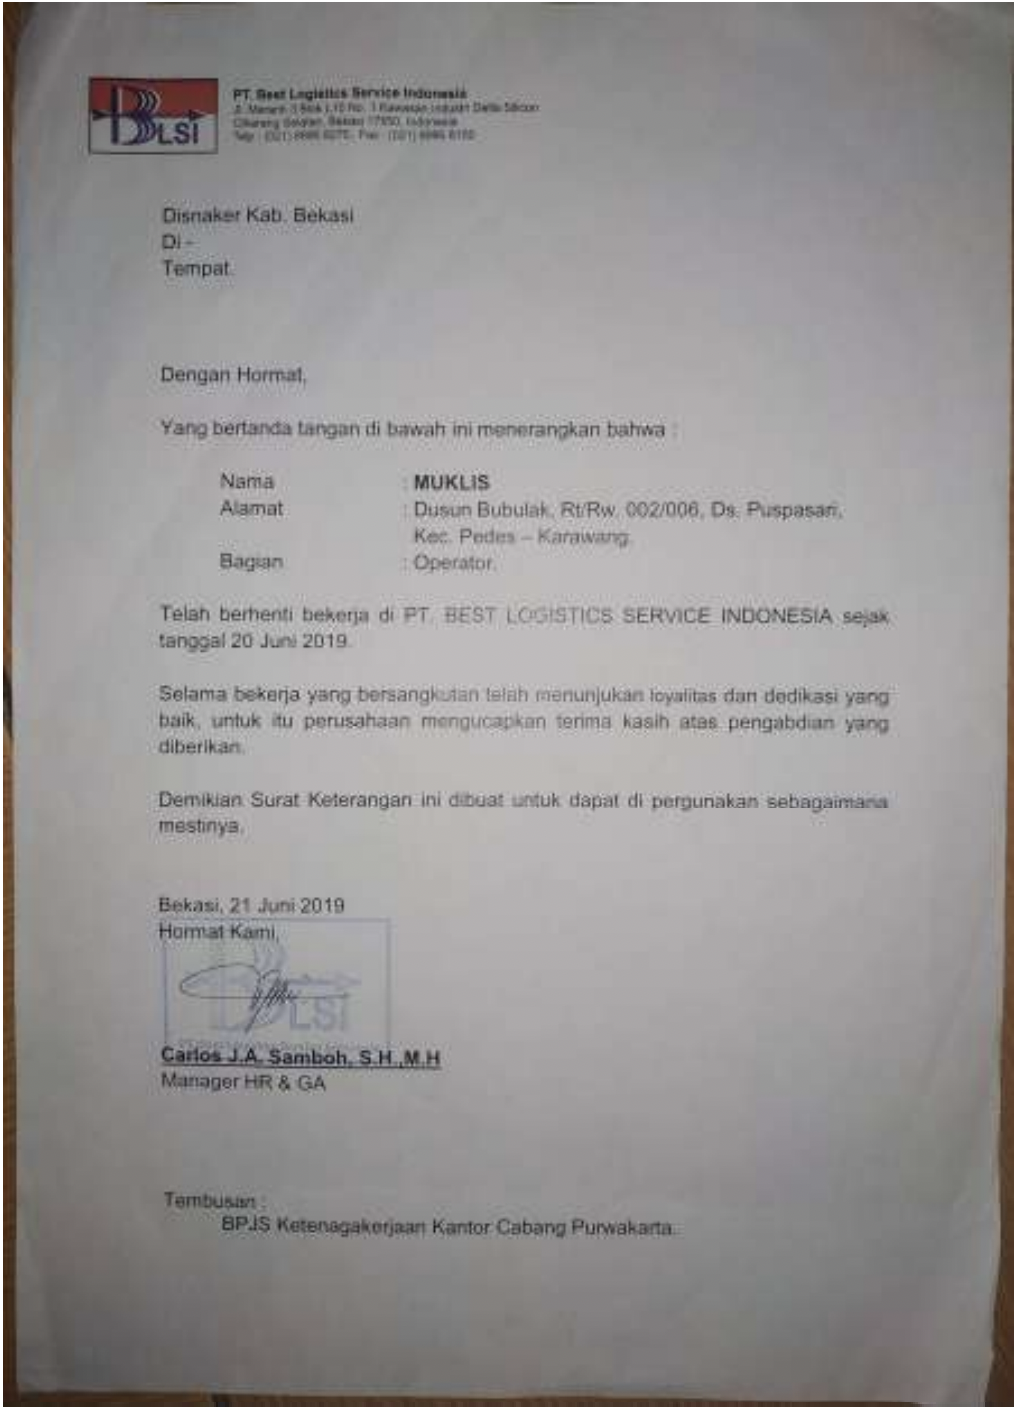 BLSI
PT. Best Logistics Service Indonesia
Jl. Meranti 3 Blok L10 No. 1 Kawasan Industri Delta Silicon
Cikarang Selatan, Bekasi 17550, Indonesia
Telp : (021) Fax : (021)
Disnaker Kab. Bekasi
Di -
Tempat.
Dengan Hormat,
Yang bertanda tangan di bawah ini menerangkan bahwa :
Nama : MUKLIS
Alamat : Dusun Bubulak, Rt/Rw. 002/006, Ds. Puspasari,
Kec. Pedes – Karawang.
Bagian : Operator.
Telah berhenti bekerja di PT. BEST LOGISTICS SERVICE INDONESIA sejak
tanggal 20 Juni 2019.
Selama bekerja yang bersangkutan telah menunjukan loyalitas dan dedikasi yang
baik, untuk itu perusahaan mengucapkan terima kasih atas pengabdian yang
diberikan.
Demikian Surat Keterangan ini dibuat untuk dapat di pergunakan sebagaimana
mestinya.
Bekasi, 21 Juni 2019
Hormat Kami,
BLSI
Carlos J.A. Samboh, S.H.,M.H
Manager HR & GA
Tembusan :
BPJS Ketenagakerjaan Kantor Cabang Purwakarta.